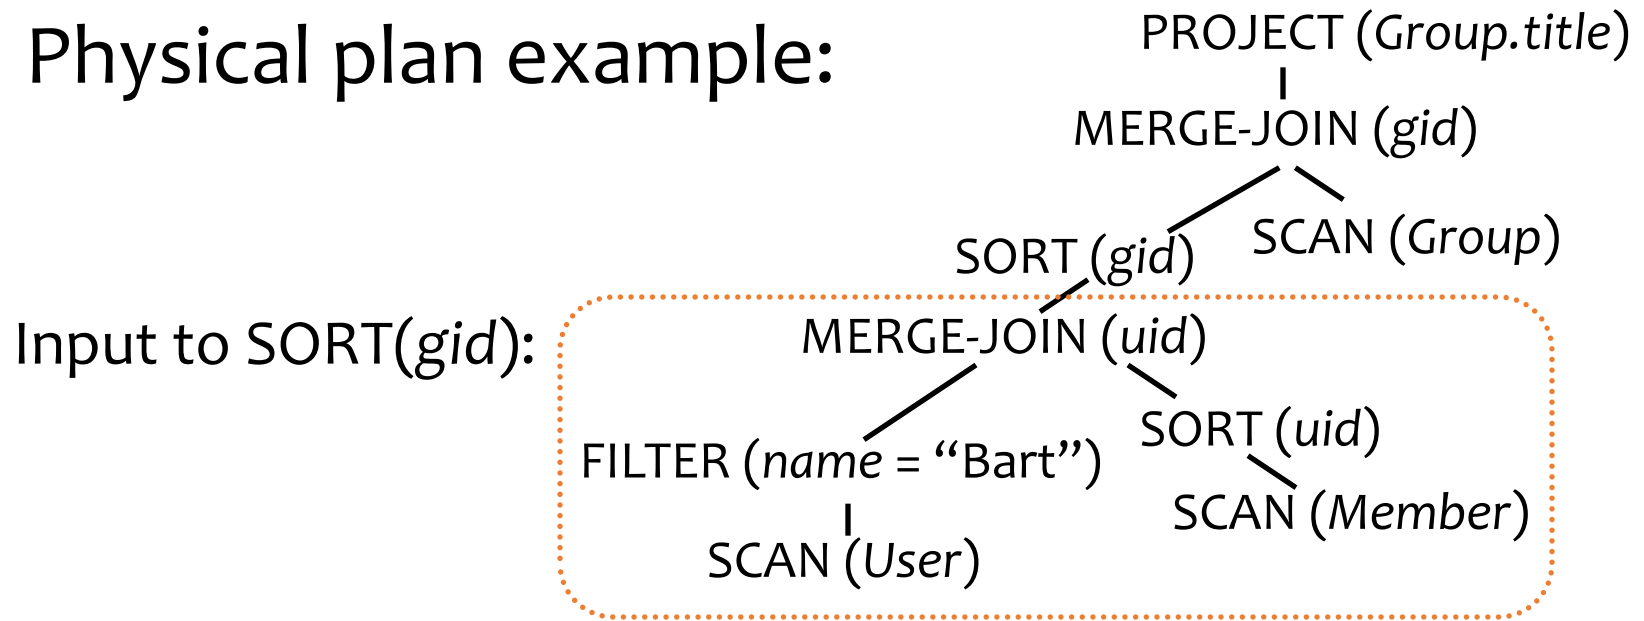 Physical plan example:
PROJECT (Group.title)
MERGE-JOIN (gid)
SORT (gid)
SCAN (Group)
Input to SORT(gid):
MERGE-JOIN (uid)
FILTER (name = “Bart”)
SORT (uid)
SCAN (User)
SCAN (Member)